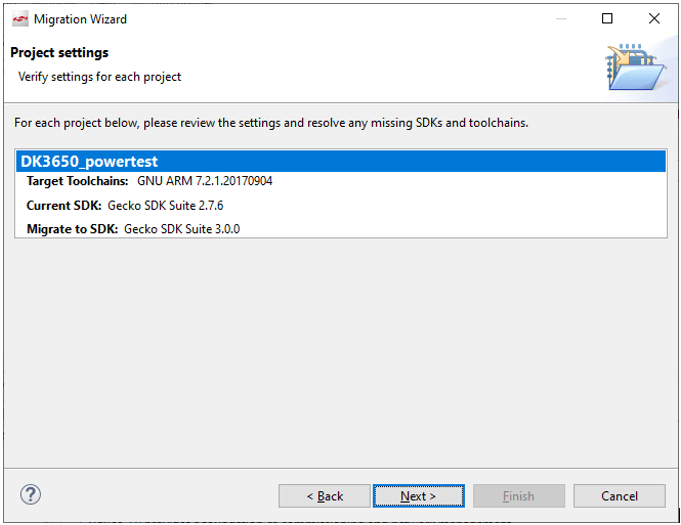 Migration Wizard
Project settings
Verify settings for each project
For each project below, please review the settings and resolve any missing SDKs and toolchains.
DK3650_powertest
Target Toolchains: GNU ARM 7.2.1.20170904
Current SDK: Gecko SDK Suite 2.7.6
Migrate to SDK: Gecko SDK Suite 3.0.0
?
< Back
Next >
Finish
Cancel